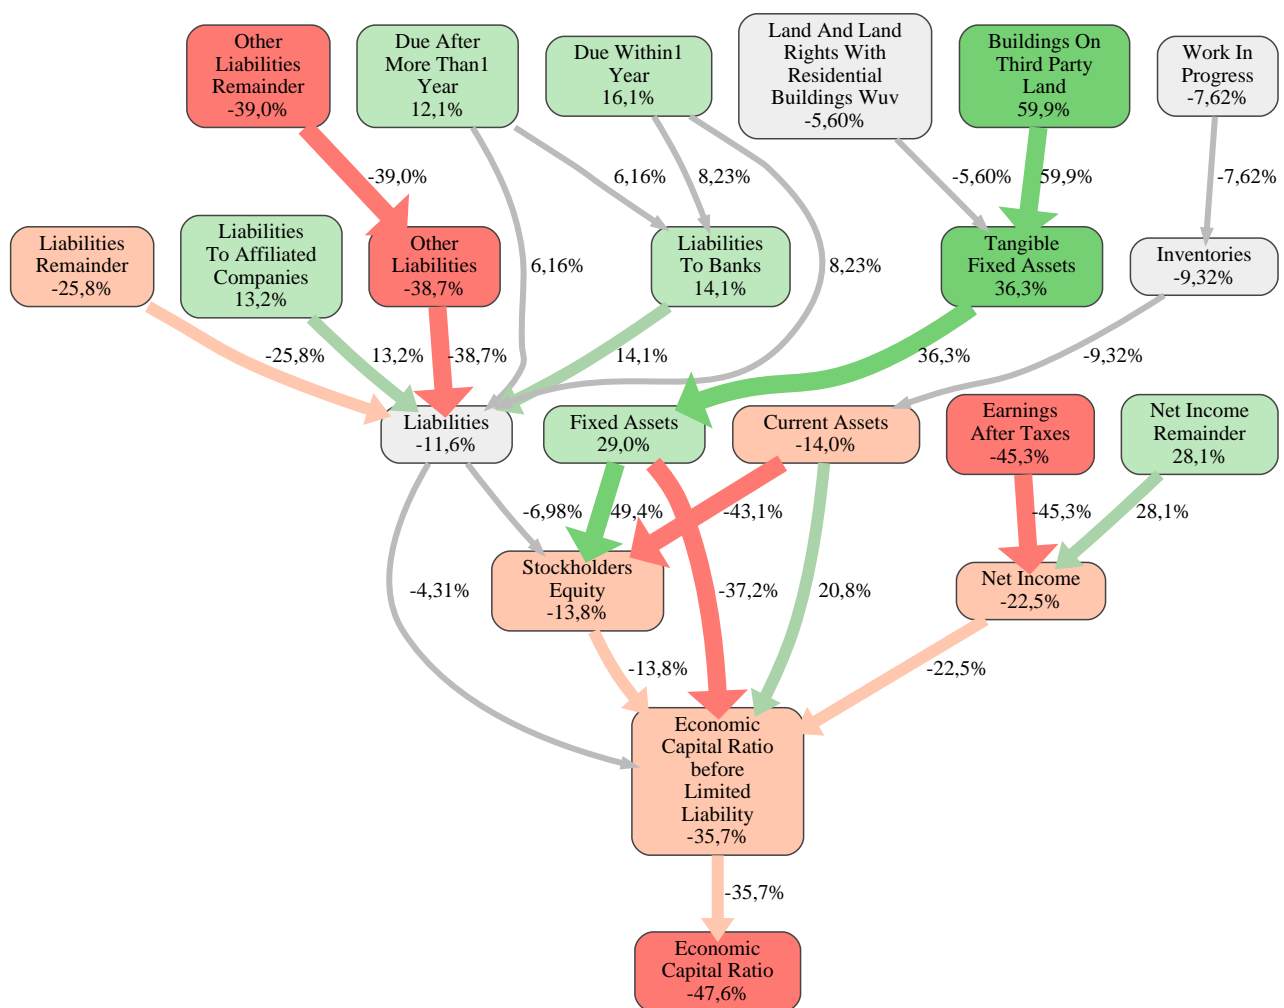 Other
Liabilities
Remainder
-39,0%
Due After
More Than1
Year
12,1%
Due Within1
Year
16,1%
Land And Land
Rights With
Residential
Buildings Wuv
-5,60%
Buildings On
Third Party
Land
59,9%
Work In
Progress
-7,62%
-39,0%
6,16%
8,23%
-5,60%
59,9%
-7,62%
Liabilities
Remainder
-25,8%
Liabilities
To Affiliated
Companies
13,2%
Other
Liabilities
-38,7%
6,16%
Liabilities
To Banks
14,1%
8,23%
Tangible
Fixed Assets
36,3%
Inventories
-9,32%
-25,8%
13,2%
-38,7%
14,1%
36,3%
-9,32%
Liabilities
-11,6%
Fixed Assets
29,0%
Current Assets
-14,0%
Earnings
After Taxes
-45,3%
Net Income
Remainder
28,1%
-6,98%
49,4%
-43,1%
-45,3%
28,1%
Stockholders
Equity
-13,8%
Net Income
-22,5%
-4,31%
-37,2%
20,8%
-13,8%
-22,5%
Economic
Capital Ratio
before
Limited
Liability
-35,7%
-35,7%
Economic
Capital Ratio
-47,6%